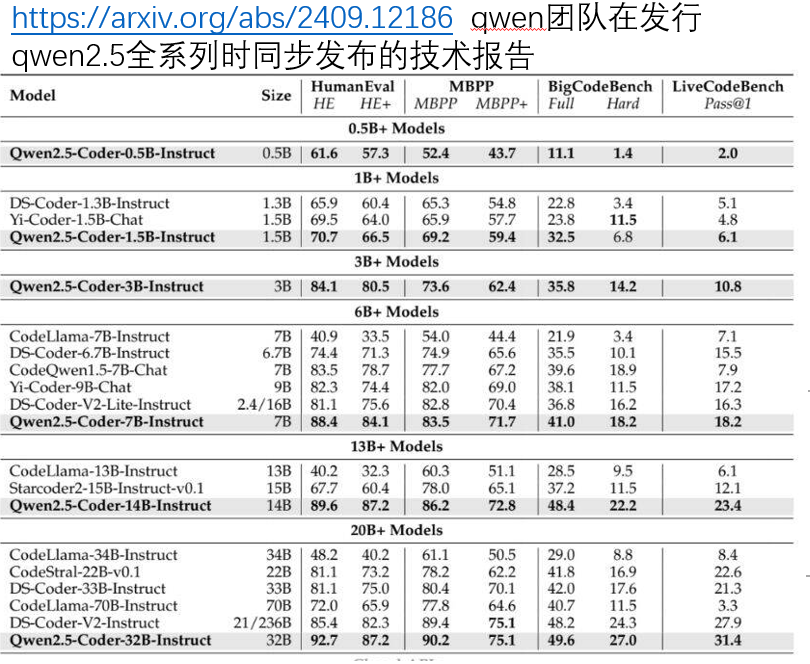 https://arxiv.org/abs/2409.12186 qwen团队在发行
qwen2.5全系列时同步发布的技术报告
Model Size HumanEval MBPP BigCodeBench LiveCodeBench
HE HE+ MBPP MBPP+ Full Hard Pass@1
0.5B+ Models
Qwen2.5-Coder-0.5B-Instruct 0.5B 61.6 57.3 52.4 43.7 11.1 1.4 2.0
1B+ Models
DS-Coder-1.3B-Instruct 1.3B 65.9 60.4 65.3 54.8 22.8 3.4 5.1
Yi-Coder-1.5B-Chat 1.5B 69.5 64.0 65.9 57.7 23.8 11.5 4.8
Qwen2.5-Coder-1.5B-Instruct 1.5B 70.7 66.5 69.2 59.4 32.5 6.8 6.1
3B+ Models
Qwen2.5-Coder-3B-Instruct 3B 84.1 80.5 73.6 62.4 35.8 14.2 10.8
6B+ Models
CodeLlama-7B-Instruct 7B 40.9 33.5 54.0 44.4 21.9 3.4 7.1
DS-Coder-6.7B-Instruct 6.7B 74.4 71.3 74.9 65.6 35.5 10.1 15.5
CodeQwen1.5-7B-Chat 7B 83.5 78.7 77.7 67.2 39.6 18.9 7.9
Yi-Coder-9B-Chat 9B 82.3 74.4 82.0 69.0 38.1 11.5 17.2
DS-Coder-V2-Lite-Instruct 2.4/16B 81.1 75.6 82.8 70.4 36.8 16.2 16.3
Qwen2.5-Coder-7B-Instruct 7B 88.4 84.1 83.5 71.7 41.0 18.2 18.2
13B+ Models
CodeLlama-13B-Instruct 13B 40.2 32.3 60.3 51.1 28.5 9.5 6.1
Starcoder2-15B-Instruct-v0.1 15B 67.7 60.4 78.0 65.1 37.2 11.5 12.1
Qwen2.5-Coder-14B-Instruct 14B 89.6 87.2 86.2 72.8 48.4 22.2 23.4
20B+ Models
CodeLlama-34B-Instruct 34B 48.2 40.2 61.1 50.5 29.0 8.8 8.4
CodeStral-22B-v0.1 22B 81.1 73.2 78.2 62.2 41.8 16.9 22.6
DS-Coder-33B-Instruct 33B 81.1 75.0 80.4 70.1 42.0 17.6 21.3
CodeLlama-70B-Instruct 70B 72.0 65.9 77.8 64.6 40.7 11.5 3.3
DS-Coder-V2-Instruct 21/236B 85.4 82.3 89.4 75.1 48.2 24.3 27.9
Qwen2.5-Coder-32B-Instruct 32B 92.7 87.2 90.2 75.1 49.6 27.0 31.4